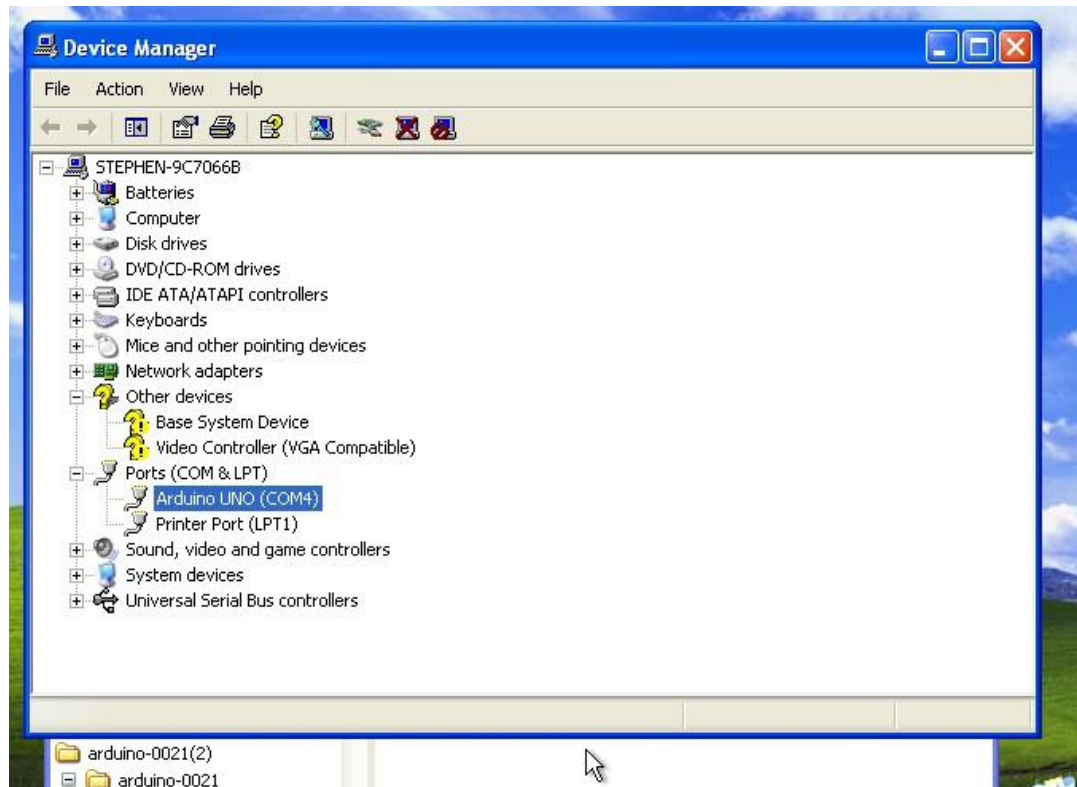 Device Manager
File Action View Help
STEPHEN-9C7066B
Batteries
Computer
Disk drives
DVD/CD-ROM drives
IDE ATA/ATAPI controllers
Keyboards
Mice and other pointing devices
Network adapters
Other devices
Base System Device
Video Controller (VGA Compatible)
Ports (COM & LPT)
Arduino UNO (COM4)
Printer Port (LPT1)
Sound, video and game controllers
System devices
Universal Serial Bus controllers
arduino-0021(2)
arduino-0021